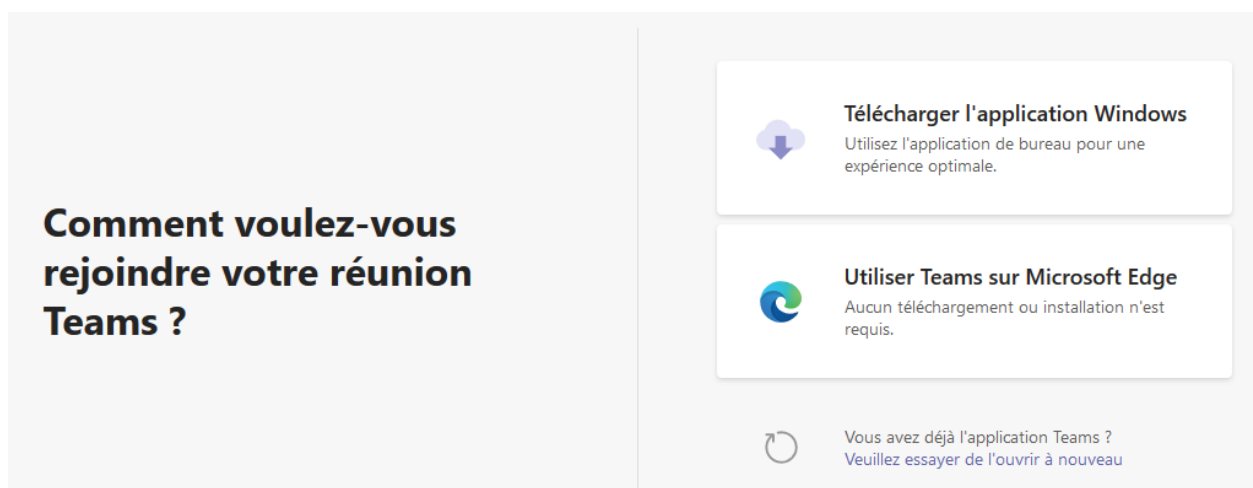 Comment voulez-vous
rejoindre votre réunion
Teams ?
Télécharger l'application Windows
Utilisez l'application de bureau pour une
expérience optimale.
Utiliser Teams sur Microsoft Edge
Aucun téléchargement ou installation n'est
requis.
Vous avez déjà l'application Teams ?
Veuillez essayer de l'ouvrir à nouveau